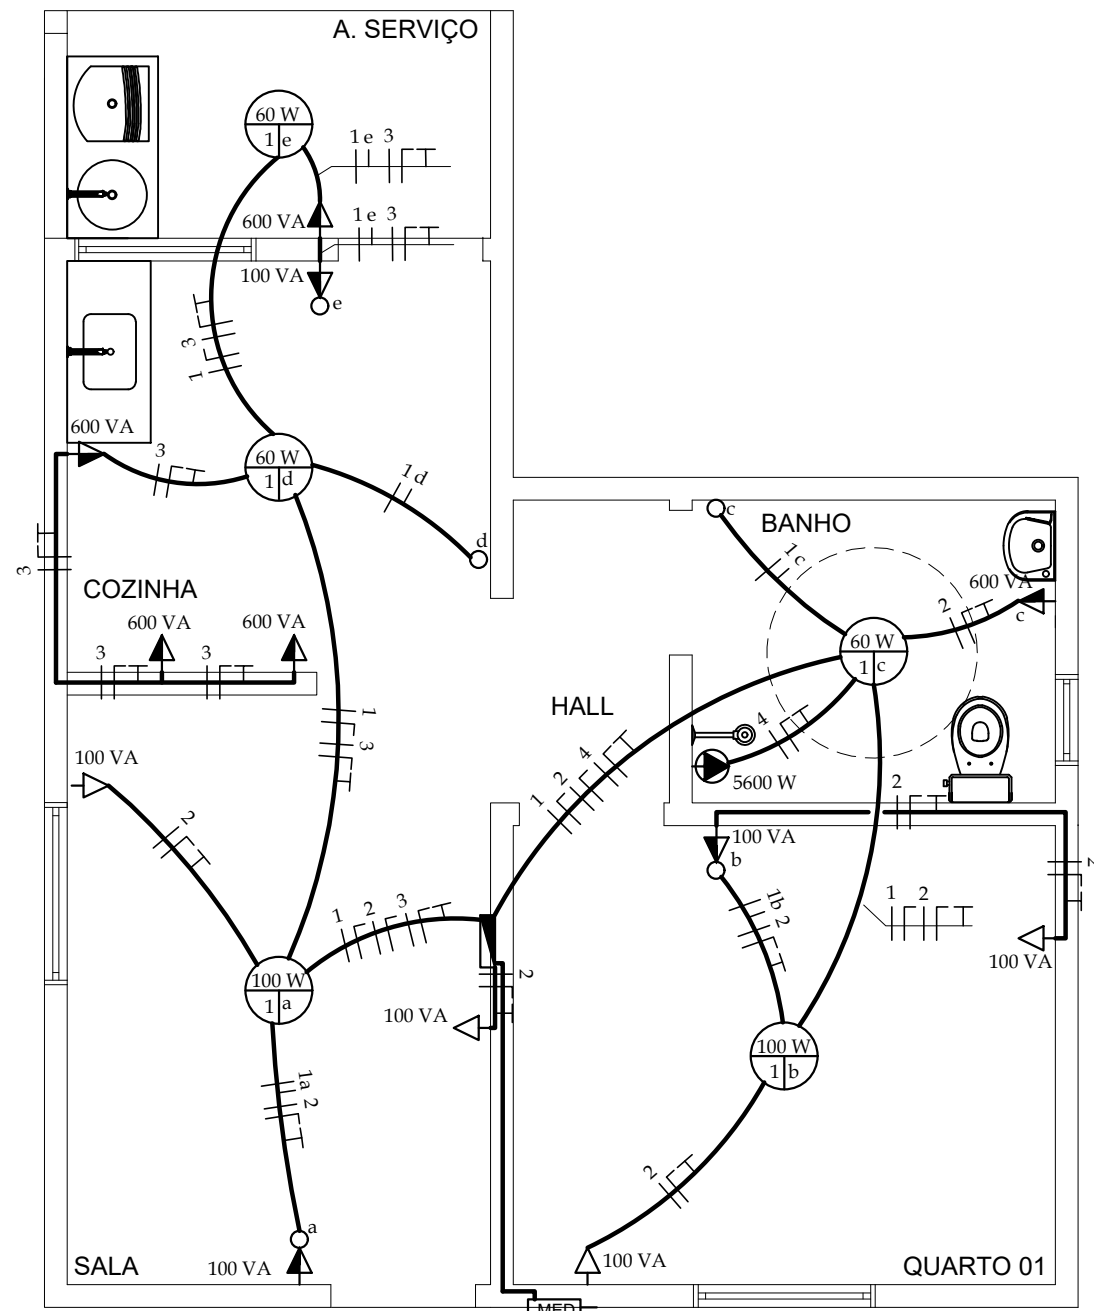 A. SERVIÇO
60 W
1 e
1 e 3
600 VA
1 e 3
100 VA
e
3
1
600 VA
3
60 W
1 d
1 d
d
3
COZINHA
600 VA
600 VA
3
3
c
BANHO
1 c
600 VA
2
c
60 W
1 c
HALL
4
5600 W
1 2 4
1
3
100 VA
2
2
100 VA
b
2
1b 2
1 2
100 VA
1 2 3
100 W
1 a
2
100 VA
100 W
1 b
1a 2
2
a
100 VA
SALA
100 VA
QUARTO 01
MED